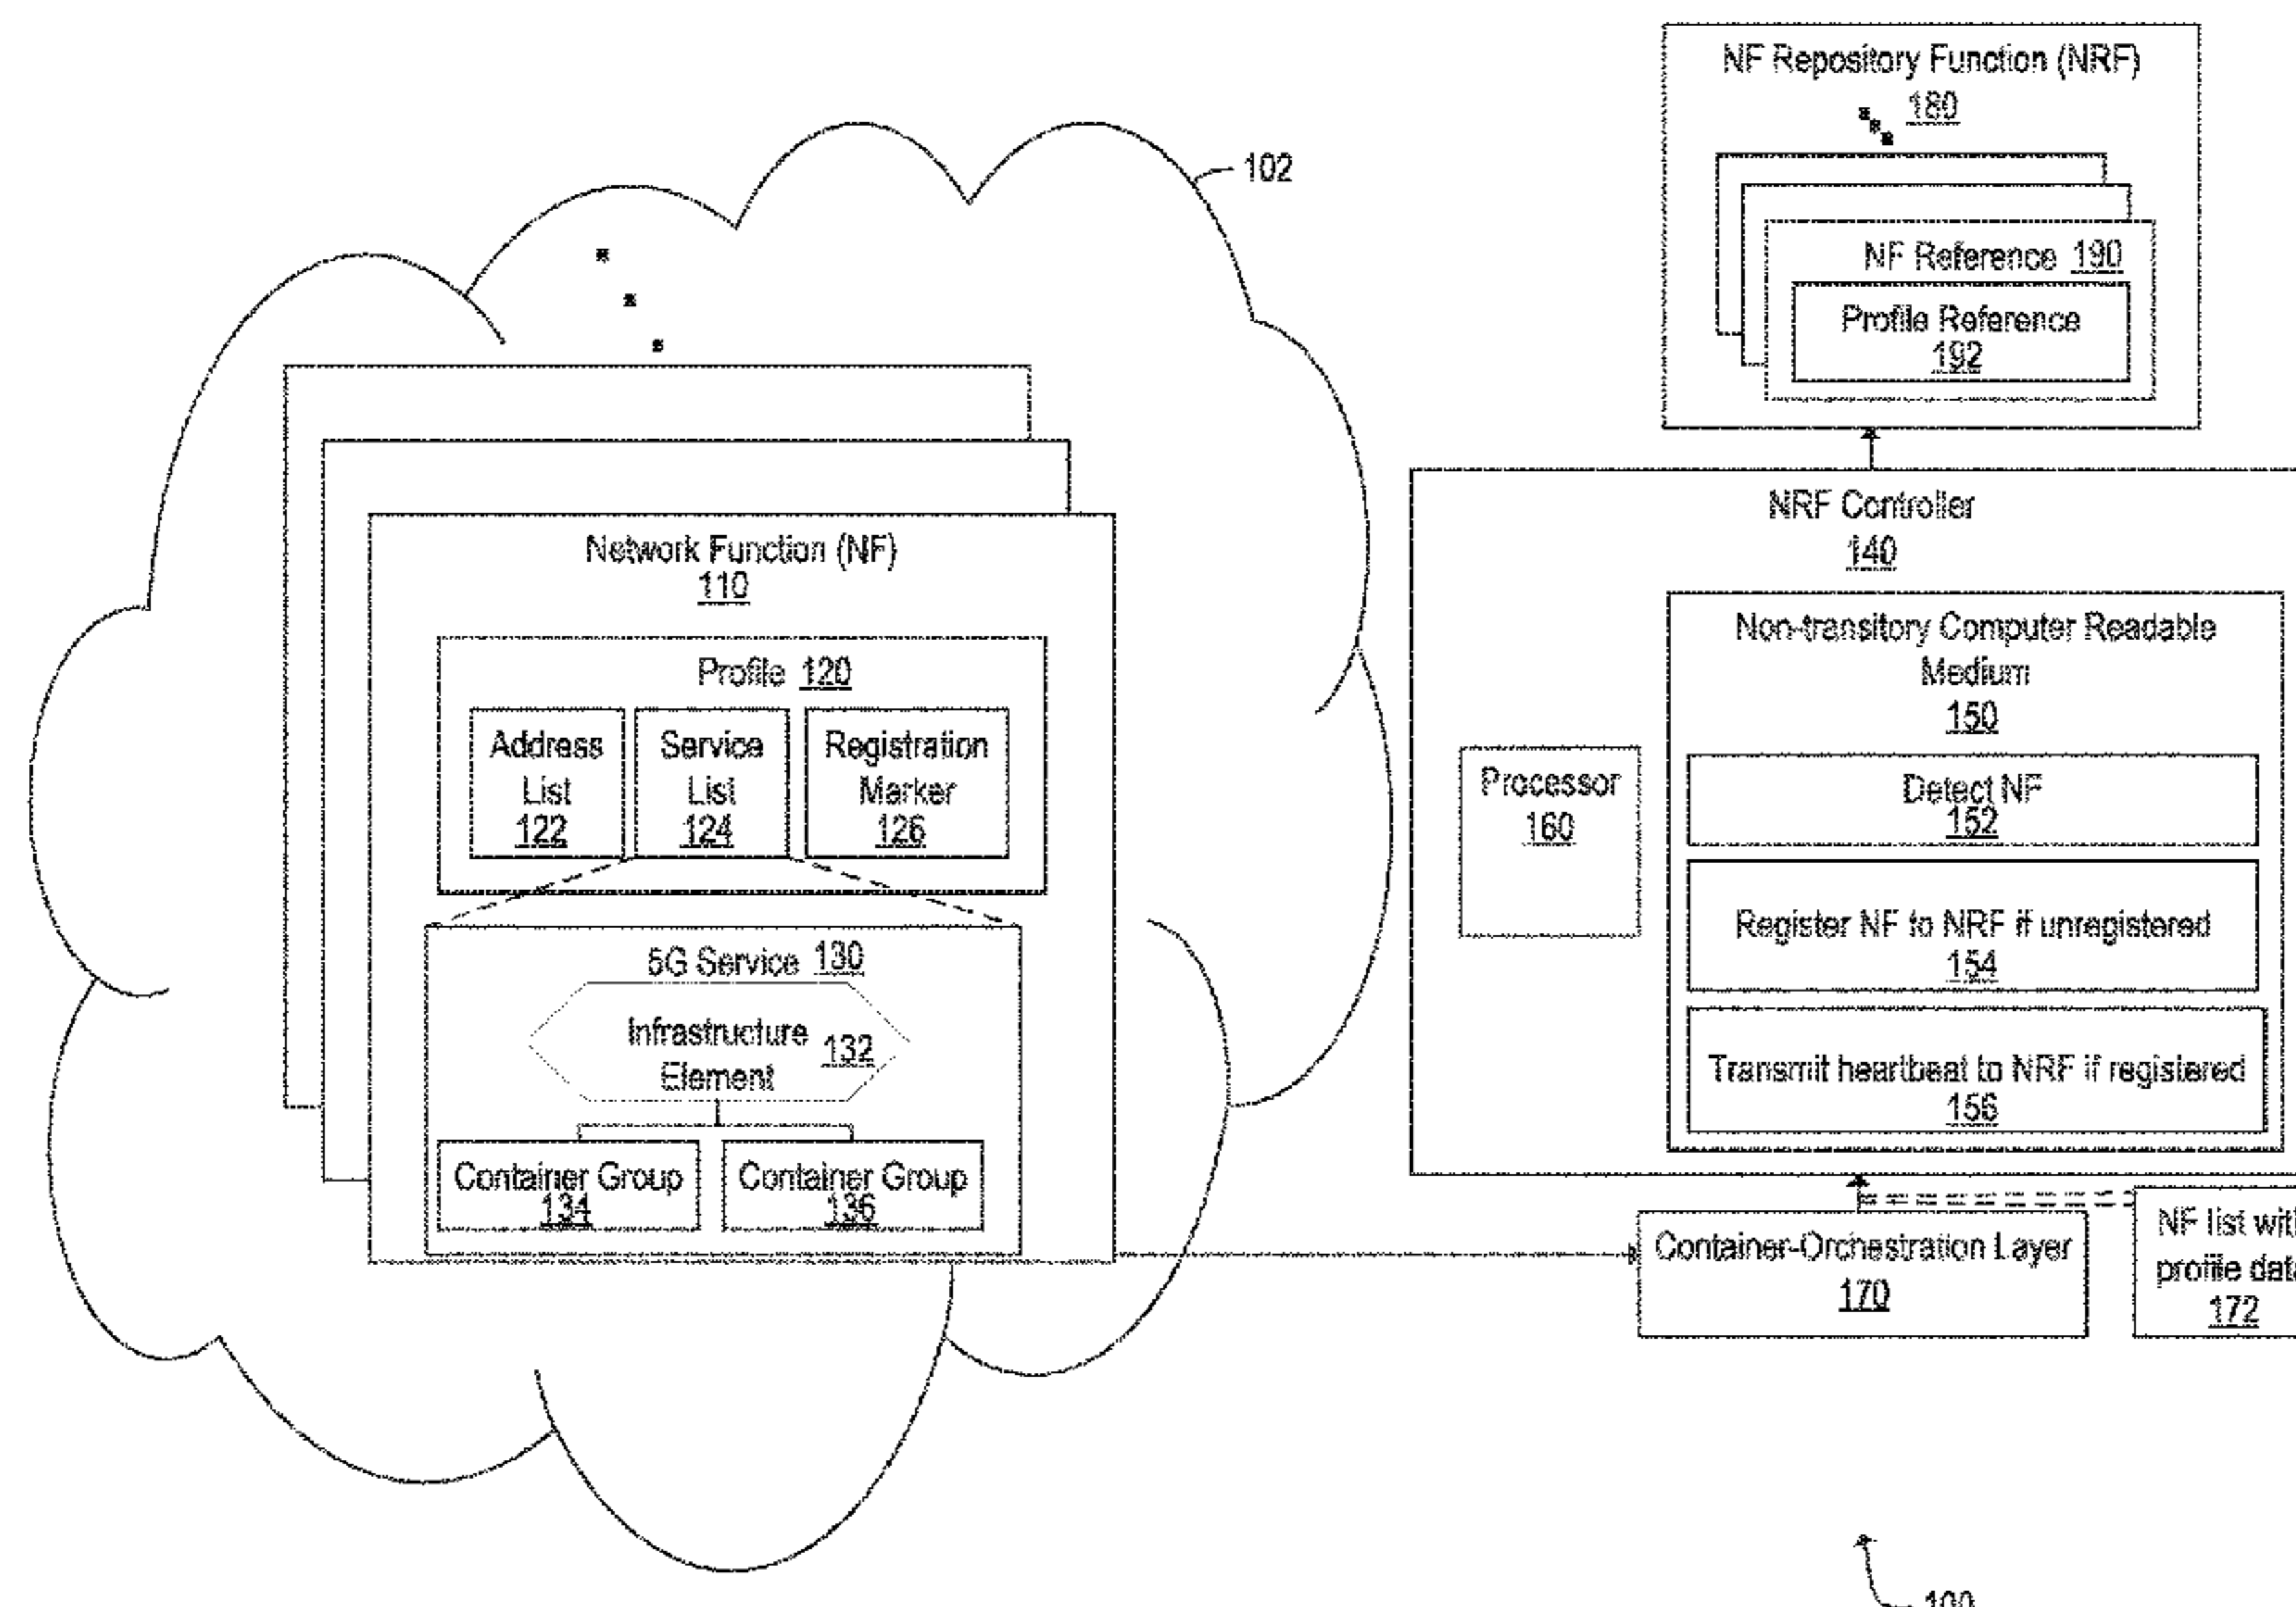 NF Repository Function (NRF)
180
NF Reference 190
Profile Reference
192
102
Network Function (NF)
110
Profile 120
Address
List
122
Service
List
124
Registration
Marker
126
5G Service 130
Infrastructure
Element
132
Container Group
134
Container Group
136
NRF Controller
140
Processor
160
Non-transitory Computer Readable
Medium
150
Detect NF
152
Register NF to NRF if unregistered
154
Transmit heartbeat to NRF if registered
156
Container-Orchestration Layer
170
NF list
profile
172
100